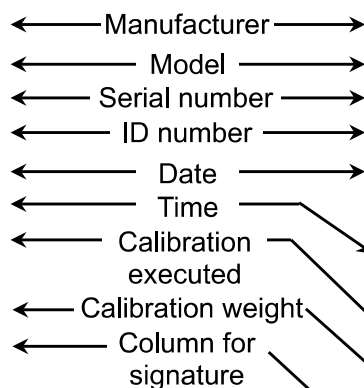 Manufacturer
Model
Serial number
ID number
Date
Time
Calibration
executed
Calibration weight
Column for
signature